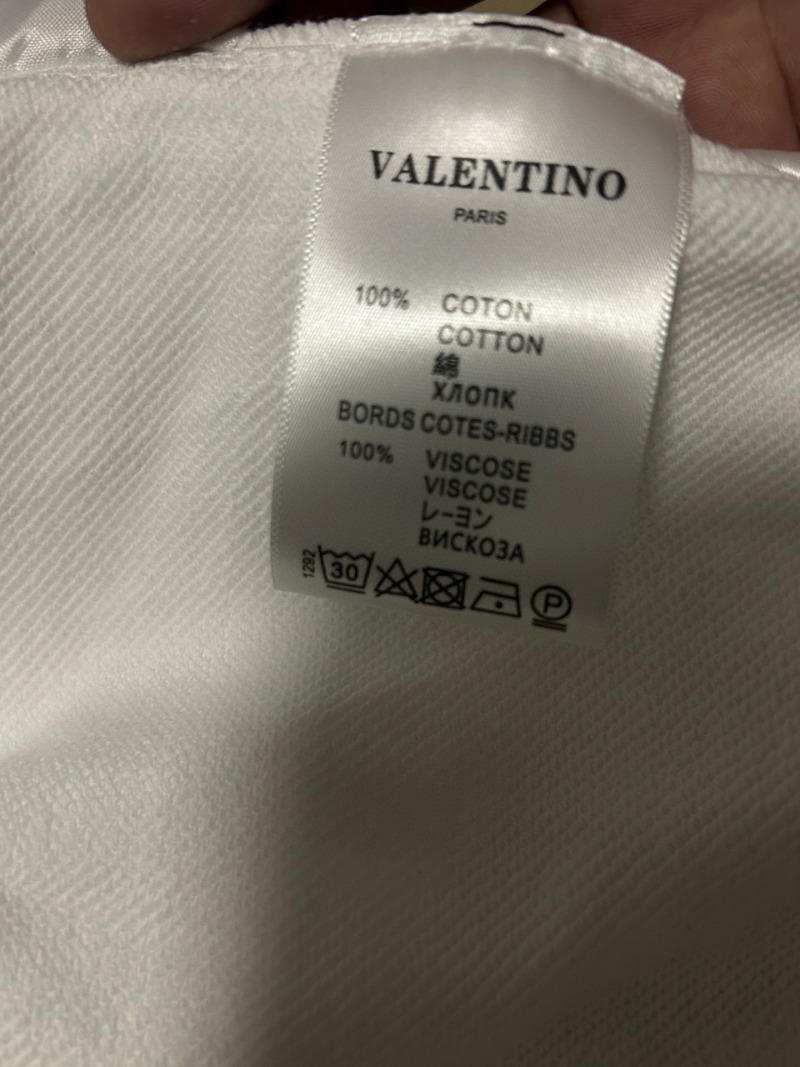 VALENTINO
PARIS
100% COTON
COTTON
綿
ХЛОПК
BORDS COTES-RIBBS
100% VISCOSE
VISCOSE
レーヨン
ВИСКОЗА
1292
30 P